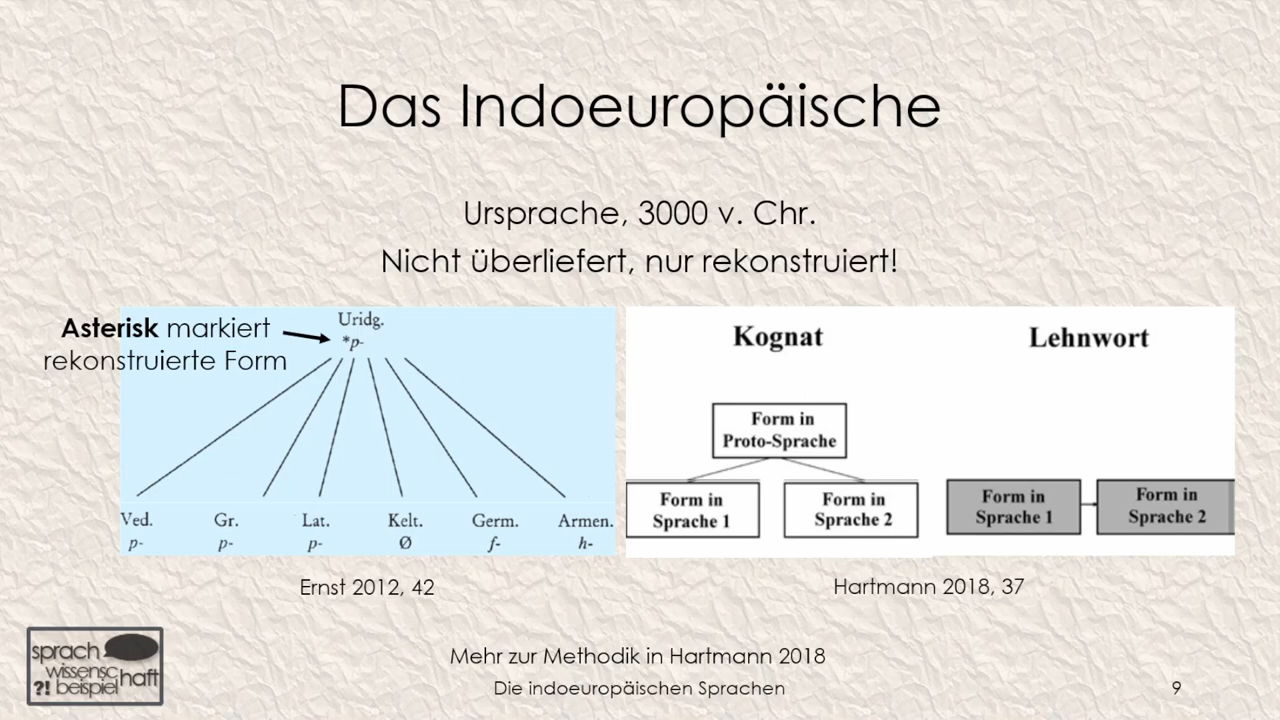 Das Indoeuropäische
Ursprache, 3000 v. Chr.
Nicht überliefert, nur rekonstruiert!
Asterisk markiert
rekonstruierte Form
Uridg.
*p-
Ved. Gr. Lat. Kelt. Germ. Armen.
p- p- p- Ø f- h-
Ernst 2012, 42
Kognat
Form in
Proto-Sprache
Form in
Sprache 1
Form in
Sprache 2
Lehnwort
Form in
Sprache 1
Form in
Sprache 2
Hartmann 2018, 37
Mehr zur Methodik in Hartmann 2018
sprach
wissensc
haft
?! beispiel
Die indoeuropäischen Sprachen
9